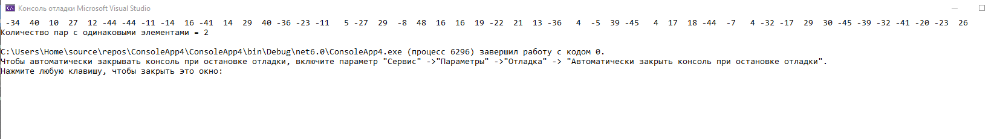 Консоль отладки Microsoft Visual Studio
-34 40 10 27 12 -44 -44 -11 -14 16 -41 14 29 40 -36 -23 -11 5 -27 29 -8 48 16 16 19 -22 21 13 -36 4 -5 39 -45 4 17 18 -44 -7 4 -32 -17 29 30 -45 -39 -32 -41 -20 -23 26
Количество пар с одинаковыми элементами = 2
C:\Users\Home\source\repos\ConsoleApp4\ConsoleApp4\bin\Debug\net6.0\ConsoleApp4.exe (процесс 6296) завершил работу с кодом 0.
Чтобы автоматически закрывать консоль при остановке отладки, включите параметр "Сервис" ->"Параметры" ->"Отладка" -> "Автоматически закрыть консоль при остановке отладки".
Нажмите любую клавишу, чтобы закрыть это окно: